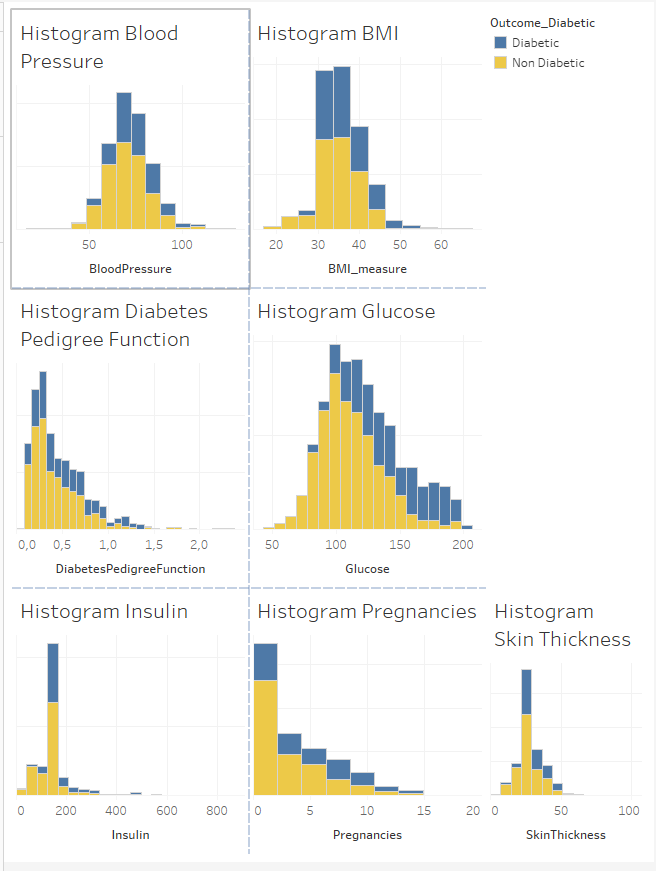 Histogram Blood
Pressure
50 100
BloodPressure
Histogram BMI
20 30 40 50 60
BMI_measure
Outcome_Diabetic
Diabetic
Non Diabetic
Histogram Diabetes
Pedigree Function
0,0 0,5 1,0 1,5 2,0
DiabetesPedigreeFunction
Histogram Glucose
50 100 150 200
Glucose
Histogram Insulin
0 200 400 600 800
Insulin
Histogram Pregnancies
0 5 10 15 20
Pregnancies
Histogram
Skin Thickness
0 50 100
SkinThickness